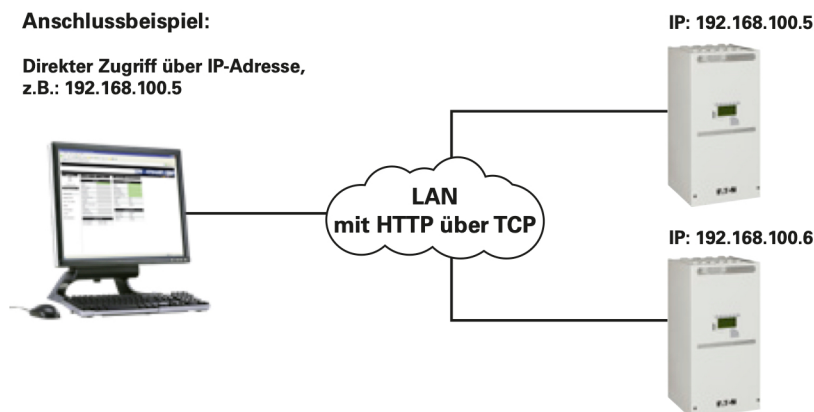 Anschlussbeispiel:
Direkter Zugriff über IP-Adresse,
z.B.: 192.168.100.5
LAN
mit HTTP über TCP
IP: 192.168.100.5
E·T·N
IP: 192.168.100.6
E·T·N